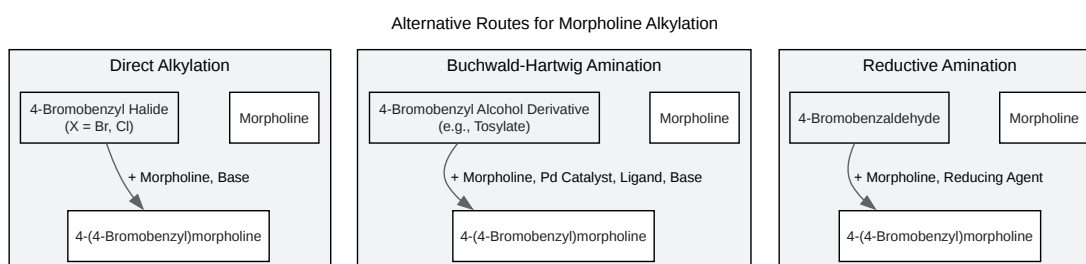 Alternative Routes for Morpholine Alkylation
Direct Alkylation
4-Bromobenzyl Halide
(X = Br, Cl)
Morpholine
+ Morpholine, Base
4-(4-Bromobenzyl)morpholine
Buchwald-Hartwig Amination
4-Bromobenzyl Alcohol Derivative
(e.g., Tosylate)
Morpholine
+ Morpholine, Pd Catalyst, Ligand, Base
4-(4-Bromobenzyl)morpholine
Reductive Amination
4-Bromobenzaldehyde
Morpholine
+ Morpholine, Reducing Agent
4-(4-Bromobenzyl)morpholine